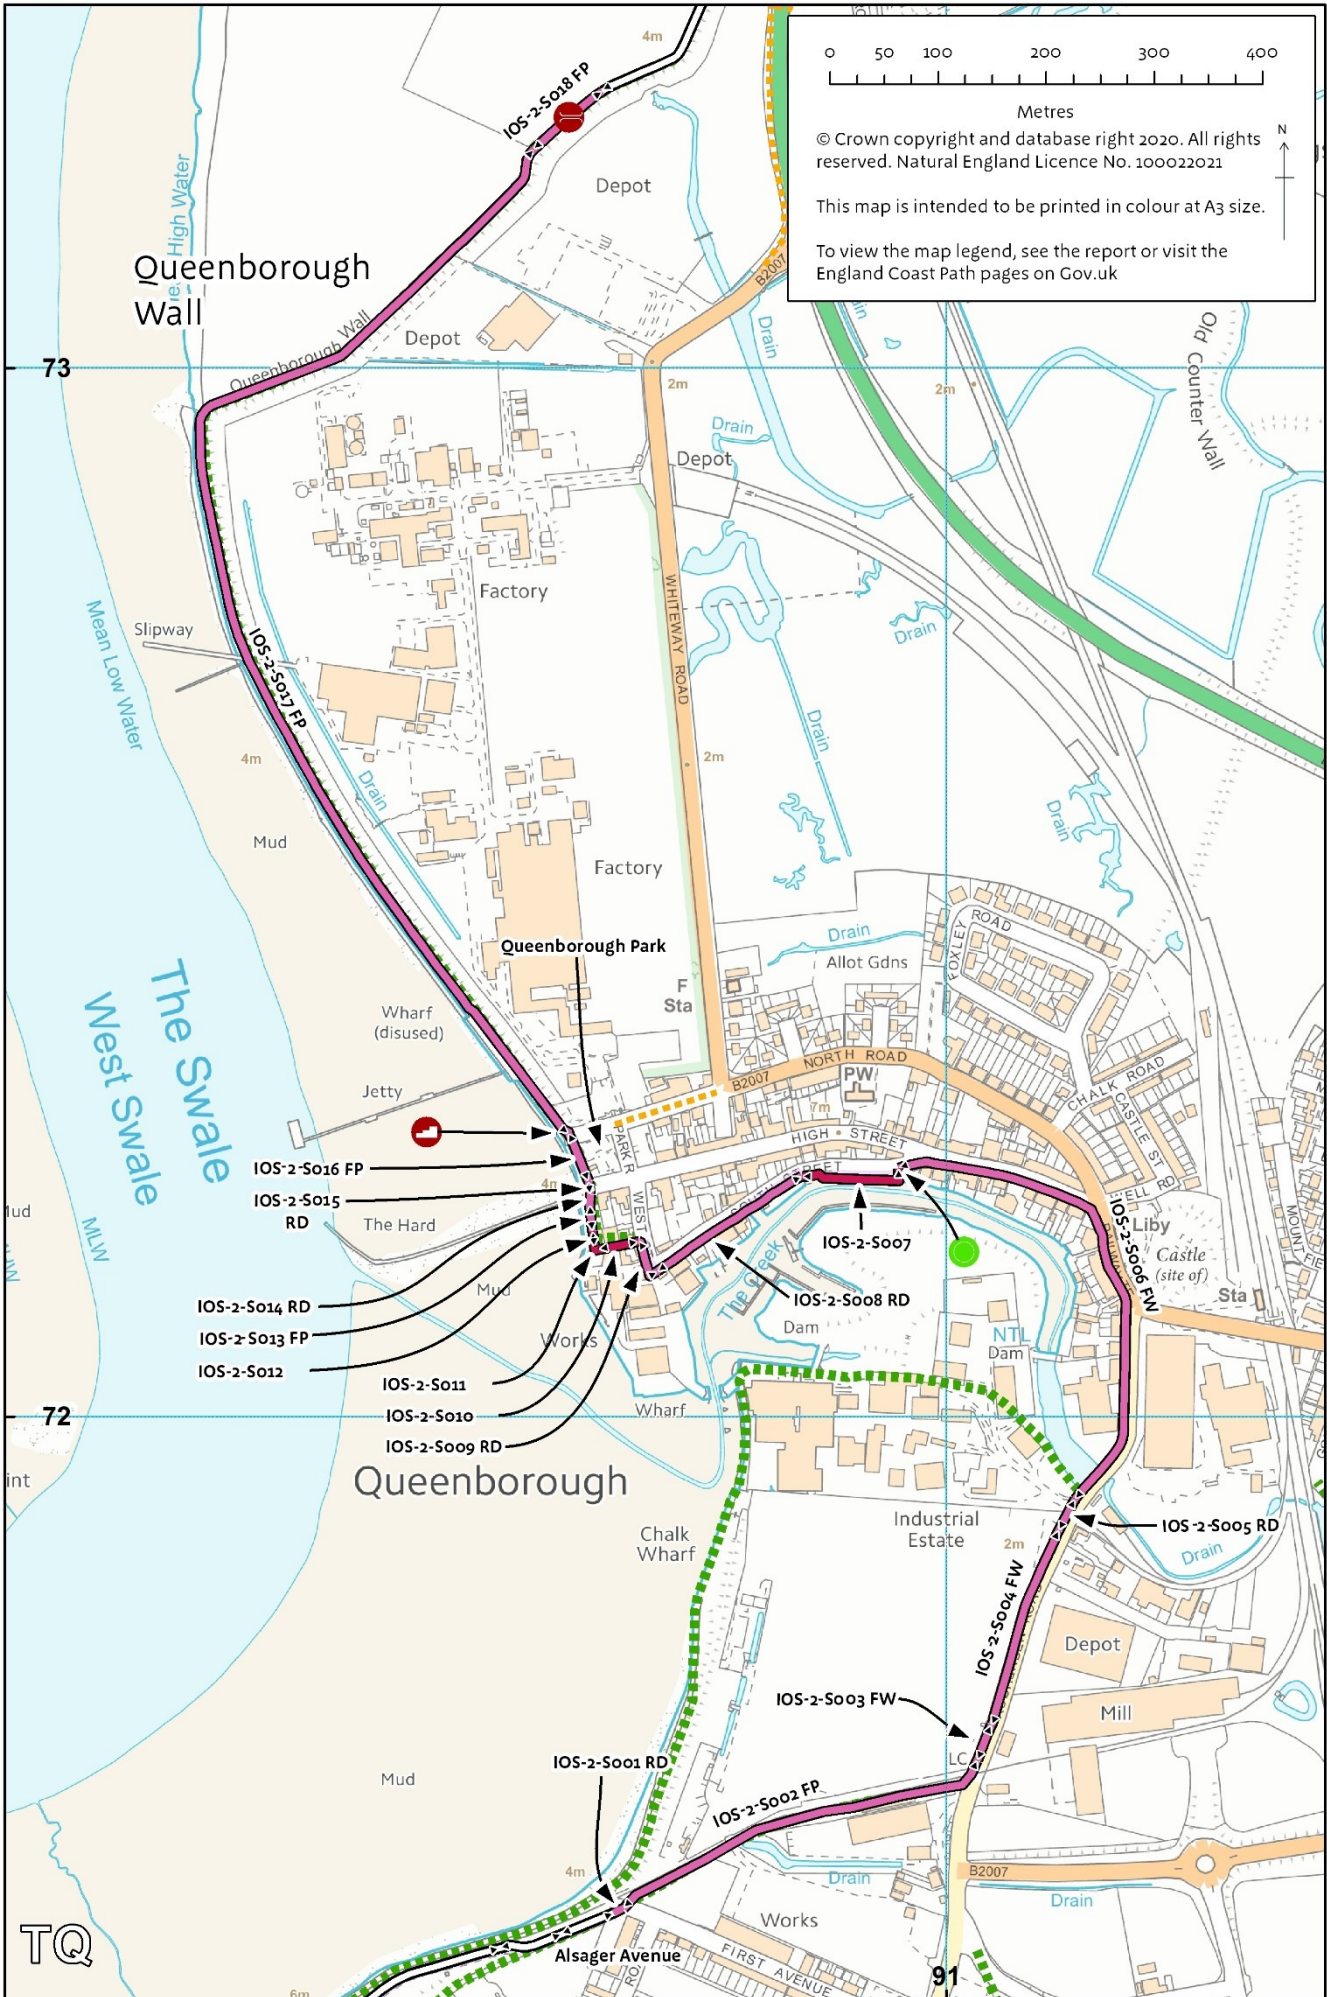 0 50 100 200 300 400
Metres
© Crown copyright and database right 2020. All rights
reserved. Natural England Licence No. 100022021
This map is intended to be printed in colour at A3 size.
To view the map legend, see the report or visit the
England Coast Path pages on Gov.uk
N
4m
IOS-2-S018 FP
Depot
High Water
Queenborough
Wall
B2007
Drain
Drain
Old Counter Wall
Queenborough Wall
Depot
73
2m
2m
Drain
Depot
Factory
WHITEWAY ROAD
Mean Low Water
Slipway
Drain
IOS-2-S017 FP
4m
Drain
2m
Drain
Drain
Mud
Factory
Queenborough Park
Drain
FOXLEY
ROAD
Allot Gdns
F
Sta
The Swale
West Swale
Wharf
(disused)
Jetty
B2007
NORTH ROAD
PW
CHALK ROAD
7m
CASTLE ST
HIGH STREET
PARK R
IOS-2-S016 FP
4m
IOS-2-S015
RD
WEST
The Hard
MLW
IOS-2-S007
IOS-2-S006 FW
Liby
Castle
(site of)
Sta
The Creek
IOS-2-S008 RD
Mud
IOS-2-S014 RD
IOS-2-S013 FP
IOS-2-S012
Works
Dam
NTL
Dam
IOS-2-S011
IOS-2-S010
IOS-2-S009 RD
Wharf
72
Queenborough
Industrial
Estate
IOS-2-S005 RD
Chalk
Wharf
2m
Drain
IOS-2-S004 FW
Depot
IOS-2-S003 FW
Mill
LC
IOS-2-S001 RD
Mud
IOS-2-S002 FP
4m
B2007
Drain
Drain
TQ
Works
Alsager Avenue
FIRST AVENUE
91
6m